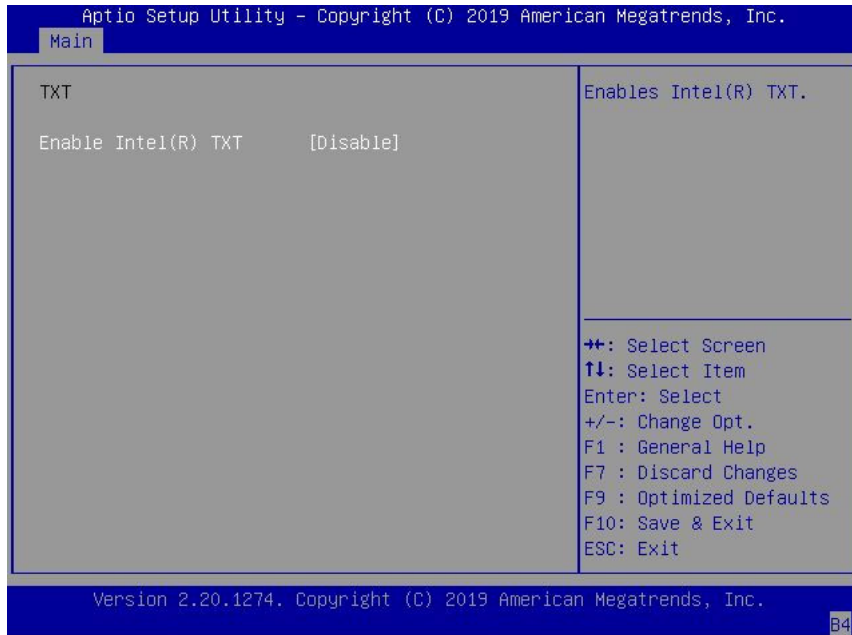 Aptio Setup Utility – Copyright (C) 2019 American Megatrends, Inc.
Main
TXT
Enable Intel(R) TXT [Disable]
Enables Intel(R) TXT.
→←: Select Screen
↑↓: Select Item
Enter: Select
+/-: Change Opt.
F1 : General Help
F7 : Discard Changes
F9 : Optimized Defaults
F10: Save & Exit
ESC: Exit
Version 2.20.1274. Copyright (C) 2019 American Megatrends, Inc.
B4